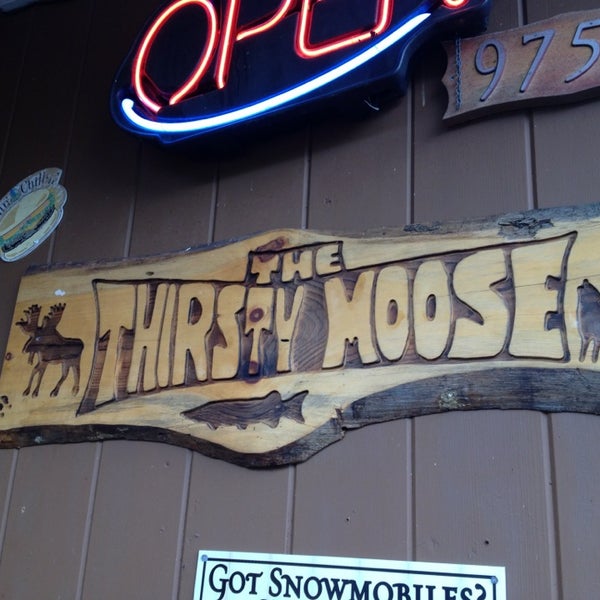 OPEN
975
THE
THIRSTY MOOSE
GOT SNOWMOBILES?